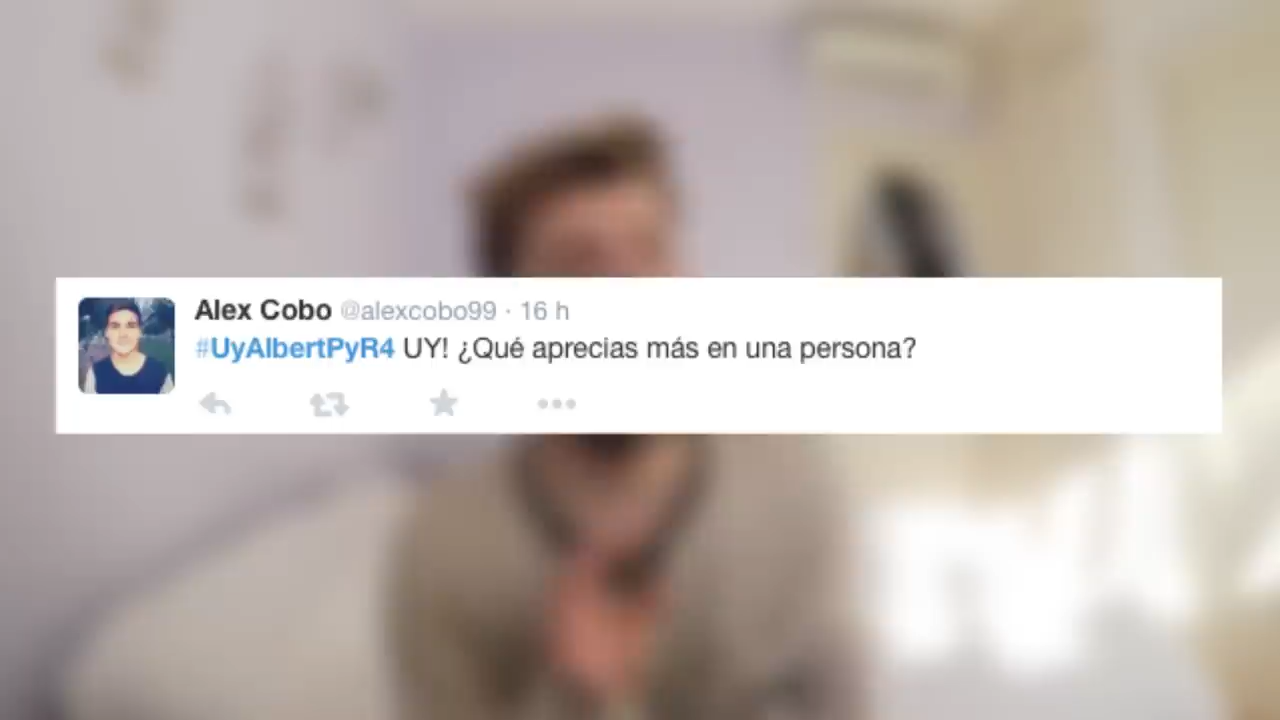 Alex Cobo @alexcobo99 · 16 h
#UyAlbertPyR4 UY! ¿Qué aprecias más en una persona?